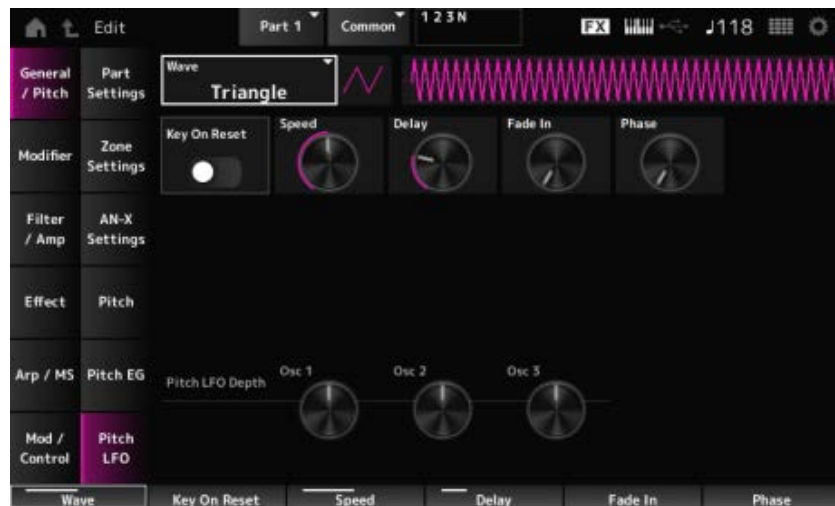 Edit
Part 1
Common
1 2 3 N
FX
♩118
General / Pitch
Part Settings
Wave
Triangle
Key On Reset
Speed
Delay
Fade In
Phase
Modifier
Zone Settings
Filter / Amp
AN-X Settings
Effect
Pitch
Arp / MS
Pitch EG
Pitch LFO Depth
Osc 1
Osc 2
Osc 3
Mod / Control
Pitch LFO
Wave
Key On Reset
Speed
Delay
Fade In
Phase